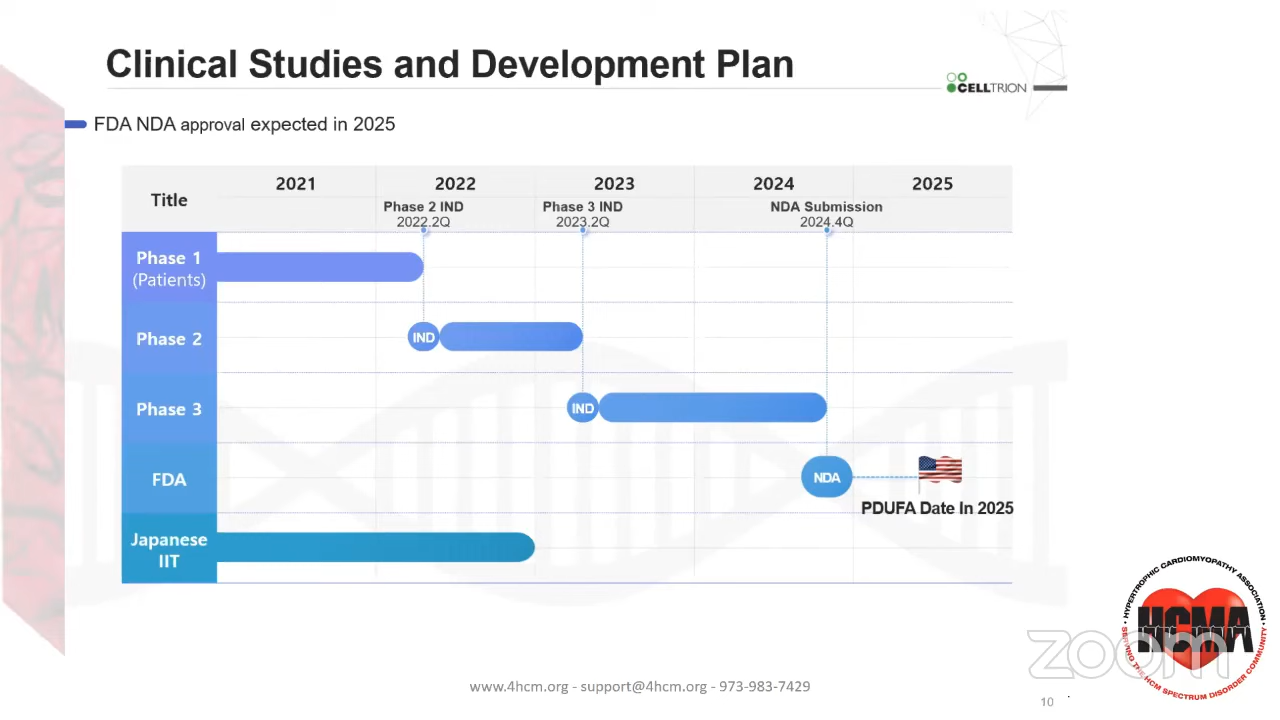 Clinical Studies and Development Plan
CELLTRION
FDA NDA approval expected in 2025
Title
2021
2022
2023
2024
2025
Phase 2 IND
2022.2Q
Phase 3 IND
2023.2Q
NDA Submission
2024.4Q
Phase 1
(Patients)
Phase 2
IND
Phase 3
IND
FDA
NDA
PDUFA Date In 2025
Japanese
IIT
HYPERTROPHIC CARDIOMYOPATHY ASSOCIATION
HCMA
SERVING THE HCM SPECTRUM DISORDER COMMUNITY
zoom
www.4hcm.org - support@4hcm.org - 973-983-7429
10